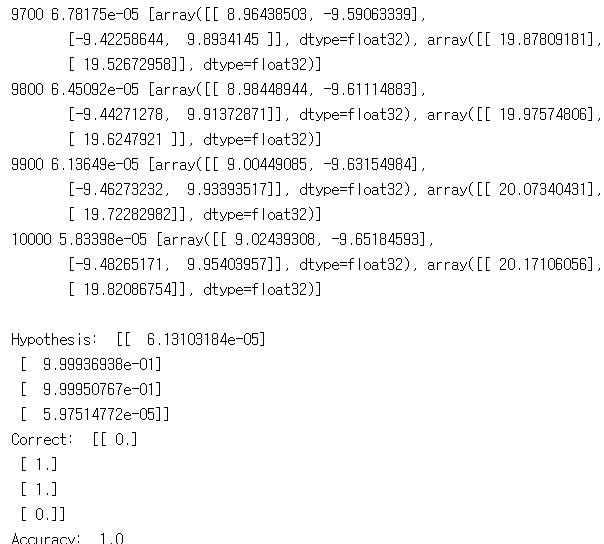 9700 6.78175e-05 [array([[ 8.96438503, -9.59063339],
[-9.42258644,  9.8934145 ]], dtype=float32), array([[ 19.87809181],
[ 19.52672958]], dtype=float32)]
9800 6.45092e-05 [array([[ 8.98448944, -9.61114883],
[-9.44271278,  9.91372871]], dtype=float32), array([[ 19.97574806],
[ 19.6247921 ]], dtype=float32)]
9900 6.13649e-05 [array([[ 9.00449085, -9.63154984],
[-9.46273232,  9.93393517]], dtype=float32), array([[ 20.07340431],
[ 19.72282982]], dtype=float32)]
10000 5.83398e-05 [array([[ 9.02439308, -9.65184593],
[-9.48265171,  9.95403957]], dtype=float32), array([[ 20.17106056],
[ 19.82086754]], dtype=float32)]
Hypothesis:  [[  6.13103184e-05]
[  9.99936938e-01]
[  9.99950767e-01]
[  5.97514772e-05]]
Correct:  [[ 0.]
[ 1.]
[ 1.]
[ 0.]]
Accuracy:  1.0